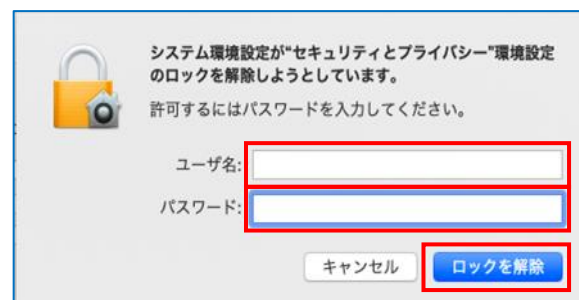 システム環境設定が“セキュリティとプライバシー”環境設定
のロックを解除しようとしています。
許可するにはパスワードを入力してください。
ユーザ名:
パスワード:
キャンセル
ロックを解除